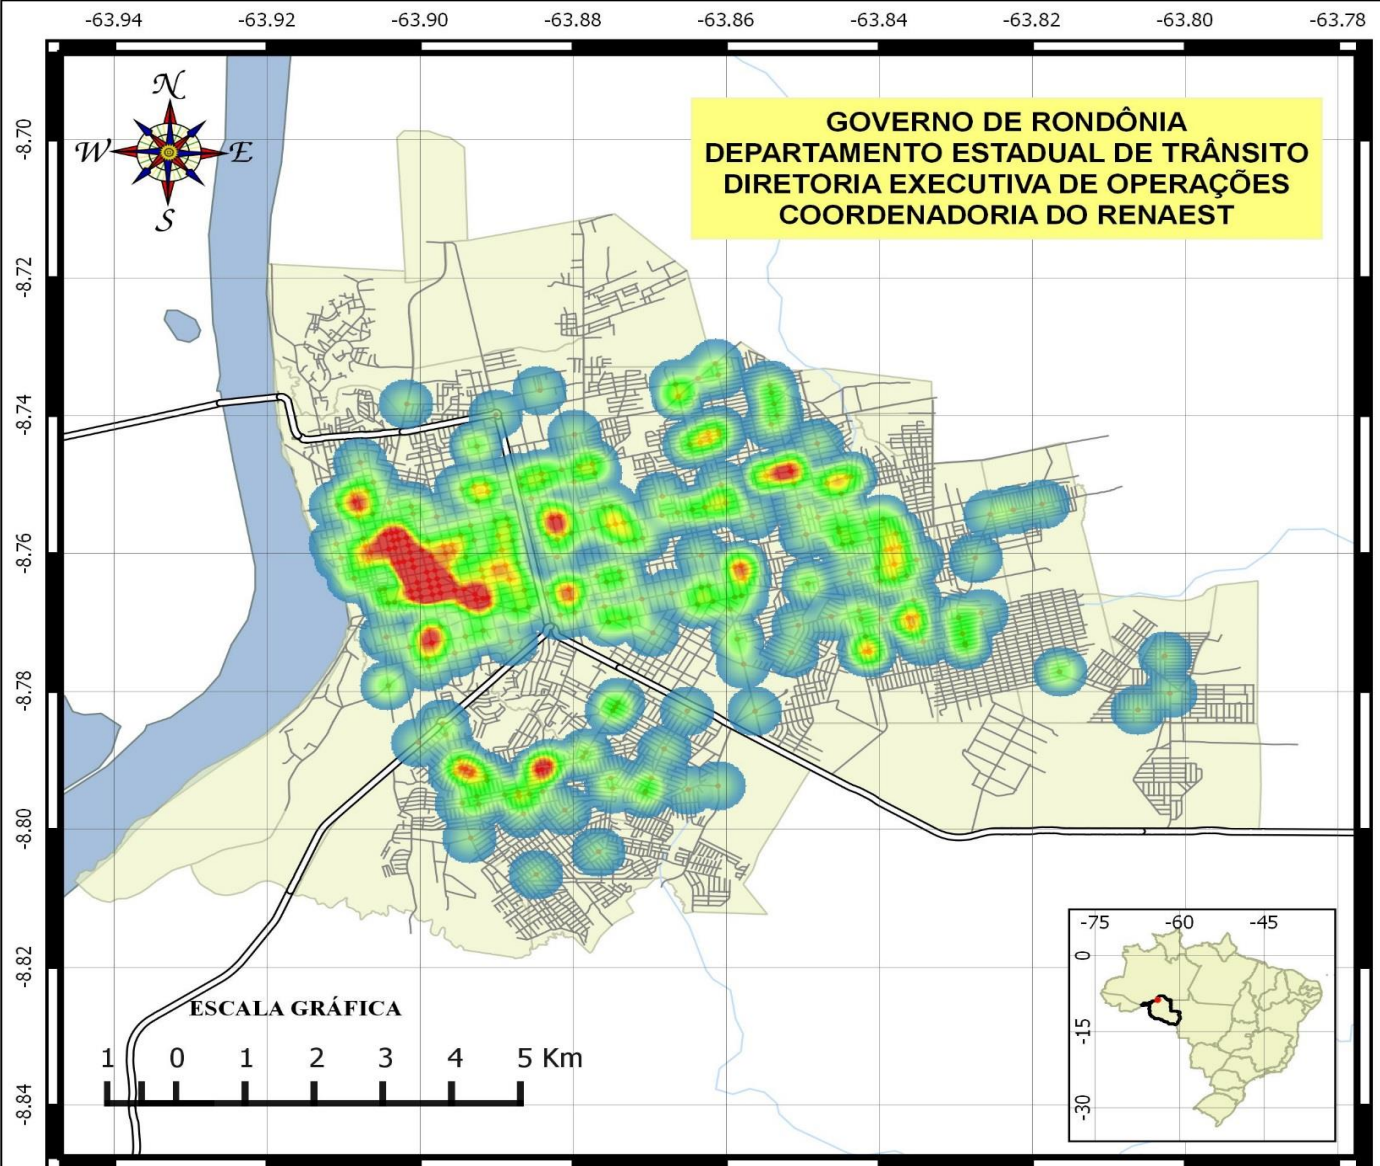 -63.94 -63.92 -63.90 -63.88 -63.86 -63.84 -63.82 -63.80 -63.78
N
W E
S
GOVERNO DE RONDÔNIA
DEPARTAMENTO ESTADUAL DE TRÂNSITO
DIRETORIA EXECUTIVA DE OPERAÇÕES
COORDENADORIA DO RENAEST
-8.70
-8.72
-8.74
-8.76
-8.78
-8.80
-8.82
-8.84
ESCALA GRÁFICA
1 0 1 2 3 4 5 Km
-75 -60 -45
0
-15
-30